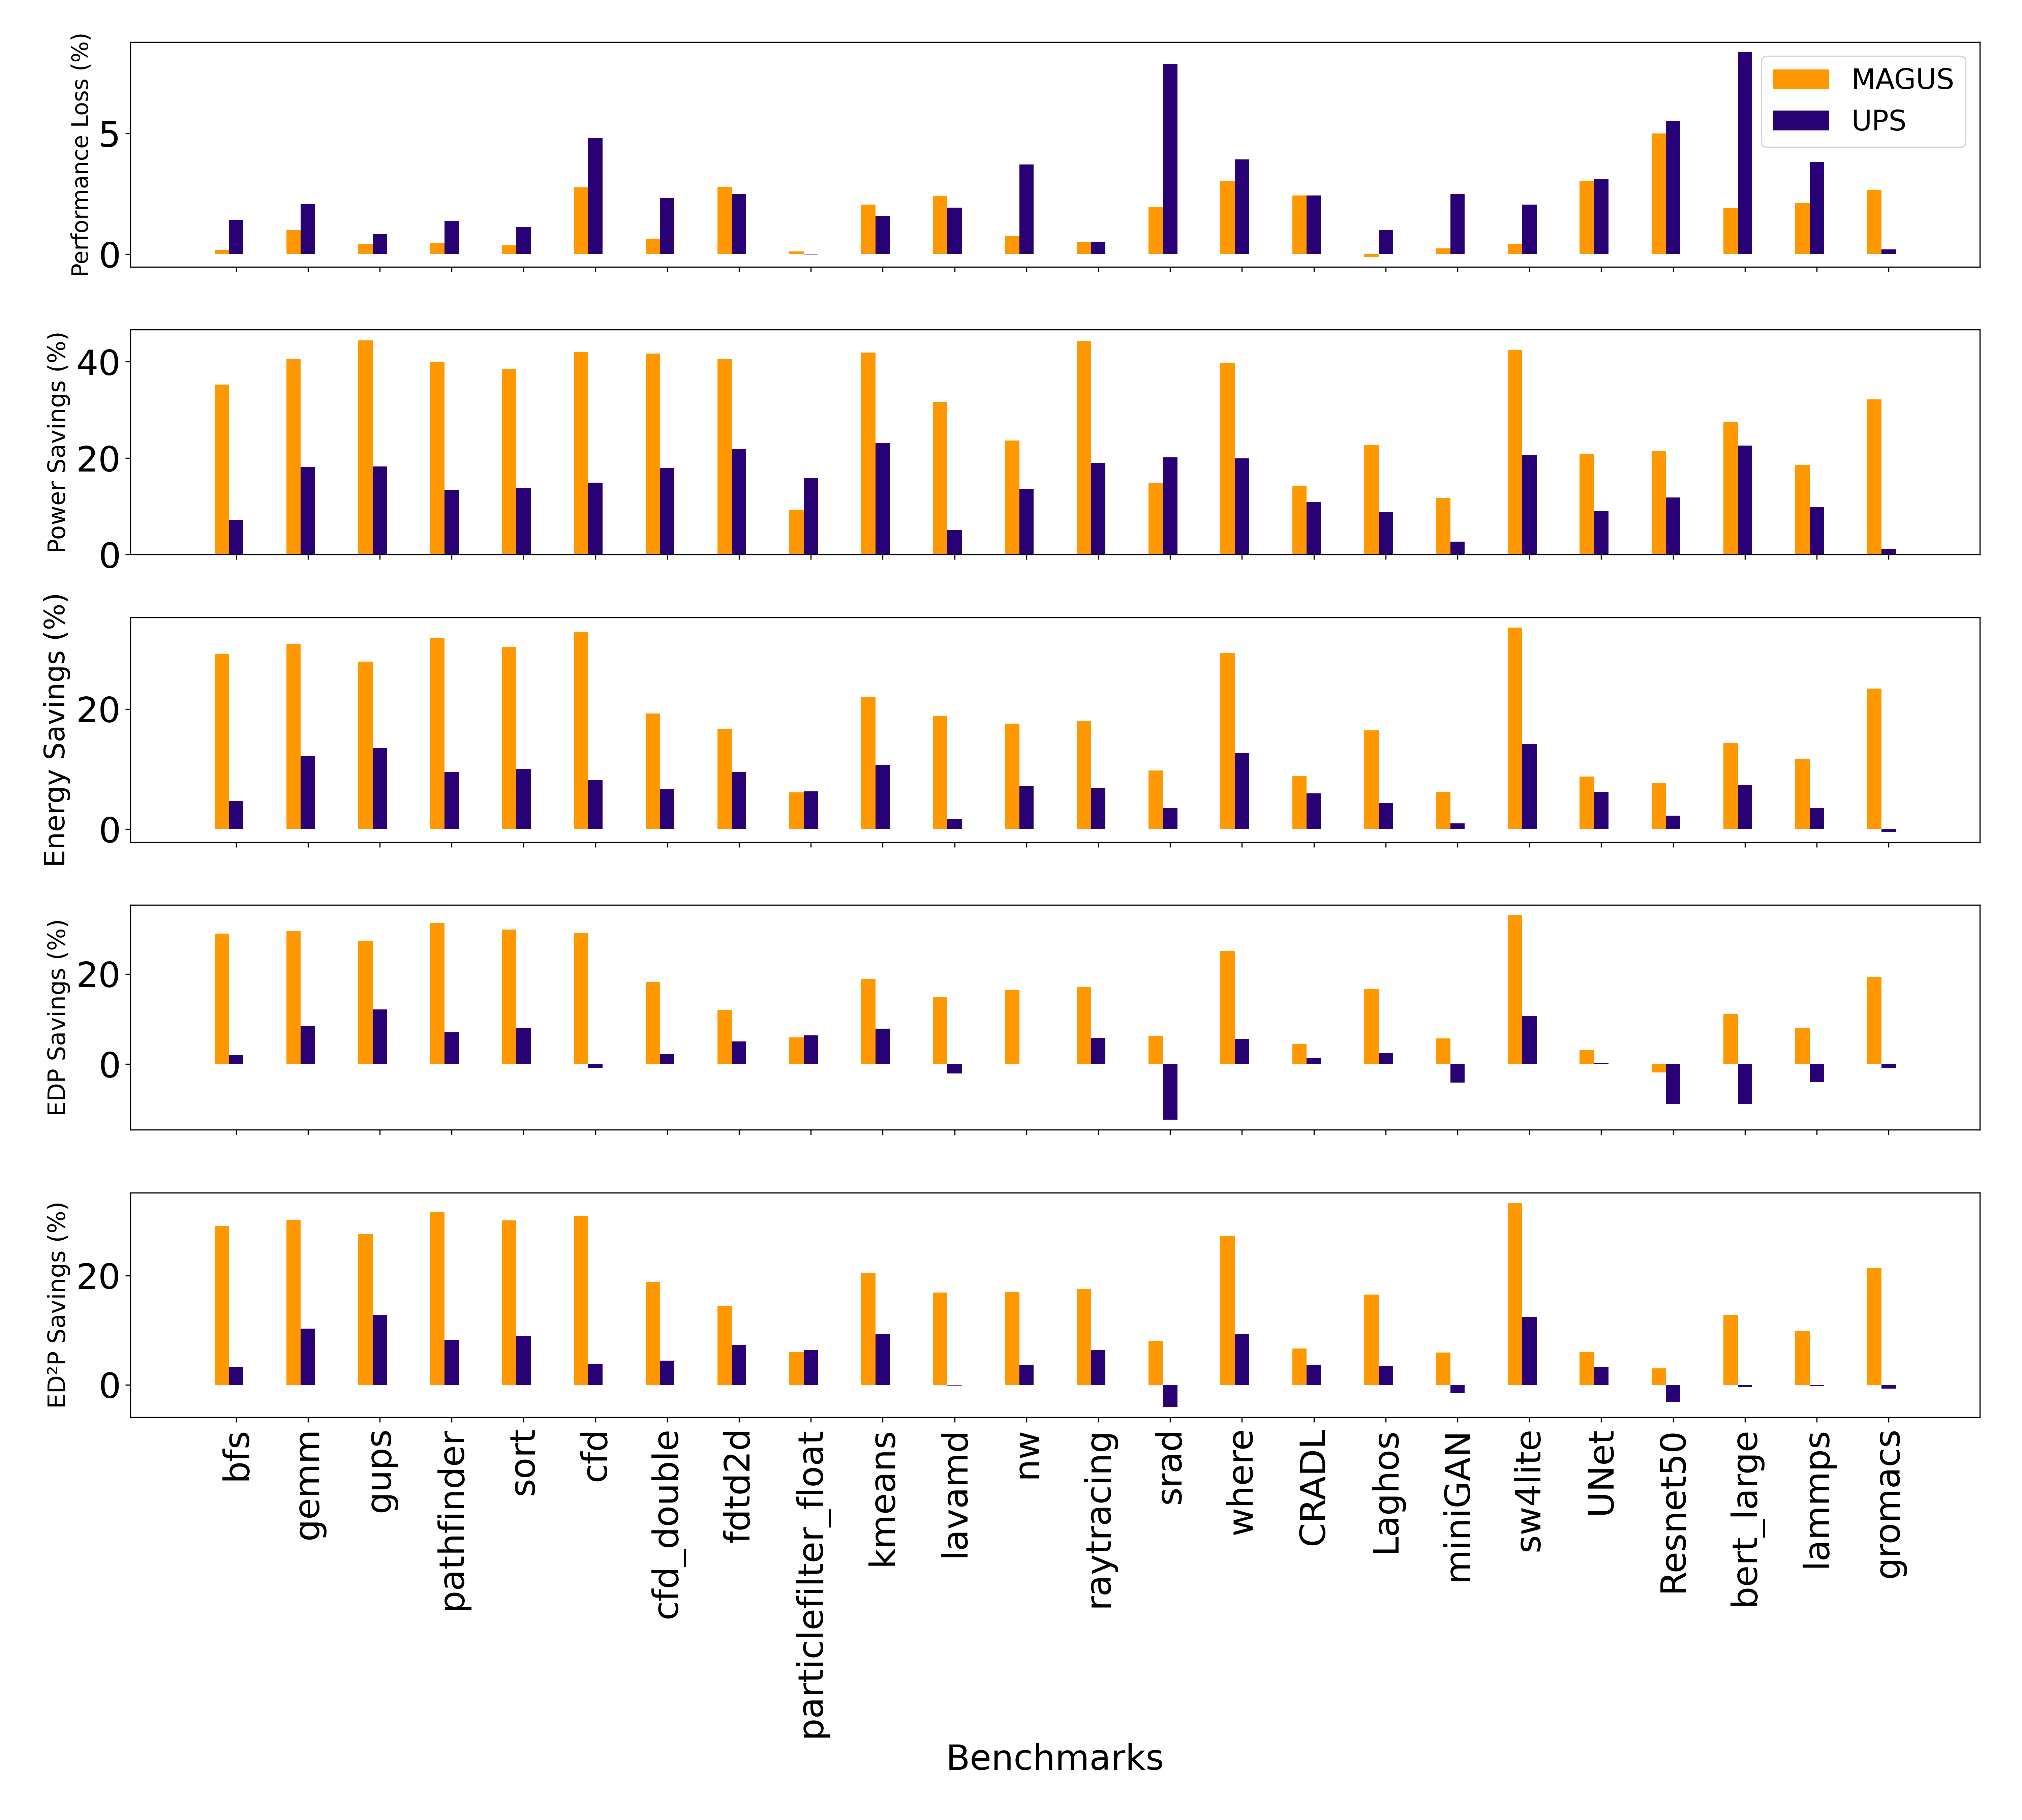 Performance Loss (%)
5
0
MAGUS
UPS
Power Savings (%)
40
20
0
Energy Savings (%)
20
0
EDP Savings (%)
20
0
ED²P Savings (%)
20
0
bfs
gemm
gups
pathfinder
sort
cfd
cfd_double
fdtd2d
particlefilter_float
kmeans
lavamd
nw
raytracing
srad
where
CRADL
Laghos
miniGAN
sw4lite
UNet
Resnet50
bert_large
lammps
gromacs
Benchmarks